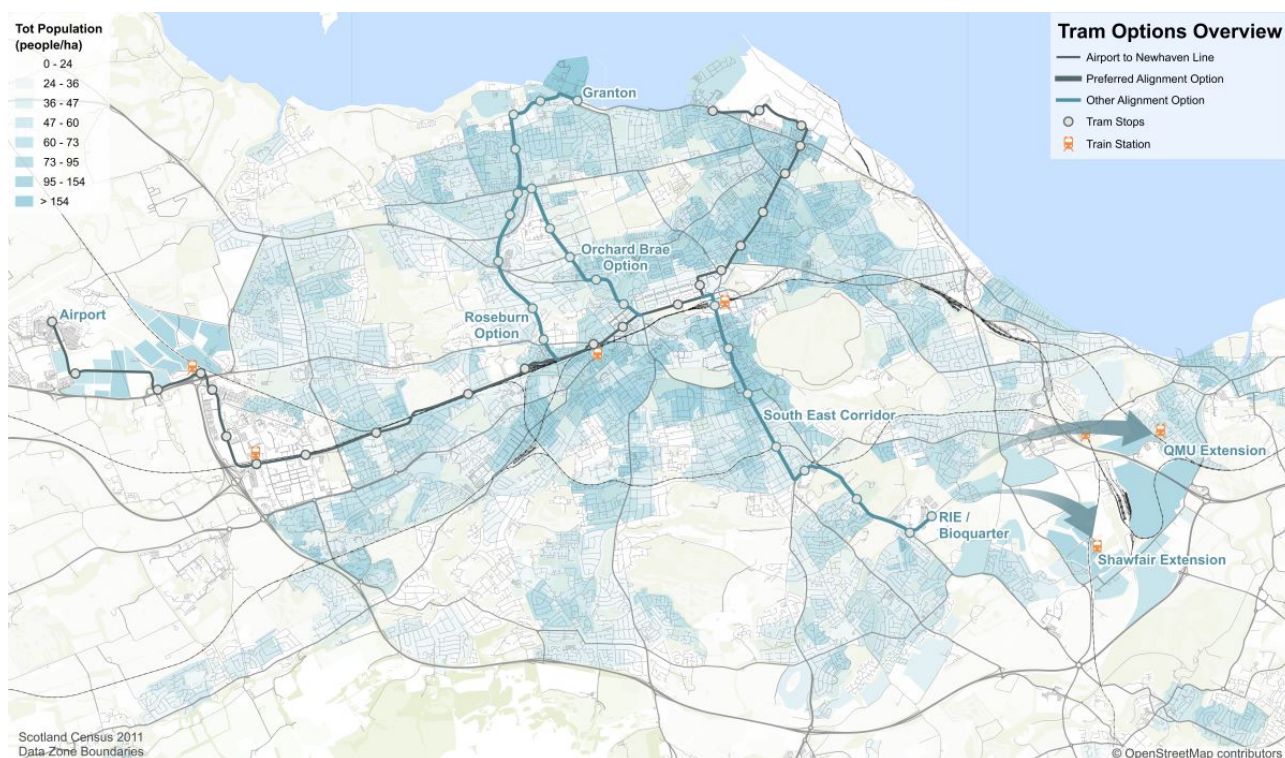 Tot Population
(people/ha)
0 - 24
24 - 36
36 - 47
47 - 60
60 - 73
73 - 95
95 - 154
> 154
Tram Options Overview
Airport to Newhaven Line
Preferred Alignment Option
Other Alignment Option
Tram Stops
Train Station
Granton
Orchard Brae
Option
Airport
Roseburn
Option
South East Corridor
QMU Extension
RIE /
Bioquarter
Shawfair Extension
Scotland Census 2011
Data Zone Boundaries
© OpenStreetMap contributors